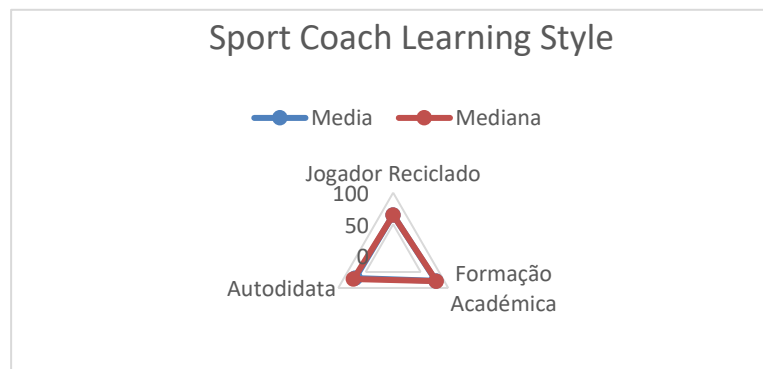 Sport Coach Learning Style
Media
Mediana
Jogador Reciclado
100
50
0
Autodidata
Formação
Académica